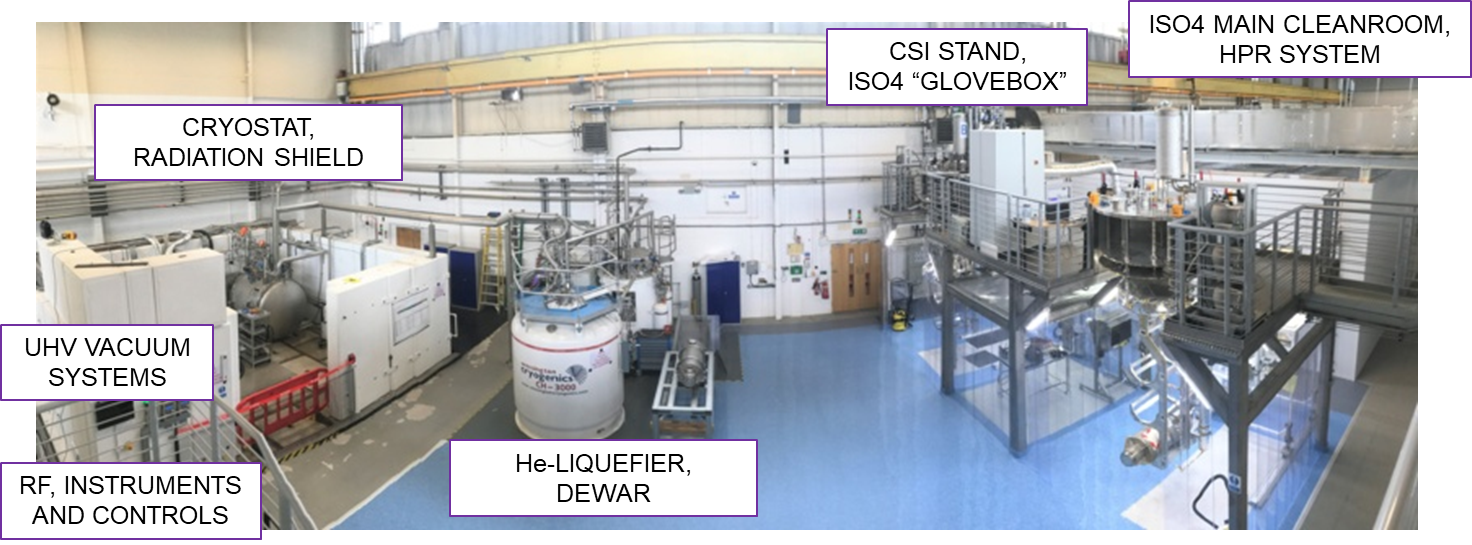 ISO4 MAIN CLEANROOM,
HPR SYSTEM
CSI STAND,
ISO4 “GLOVEBOX”
CRYOSTAT,
RADIATION SHIELD
UHV VACUUM
SYSTEMS
cryogenics
CH-3000
He-LIQUEFIER,
DEWAR
RF, INSTRUMENTS
AND CONTROLS